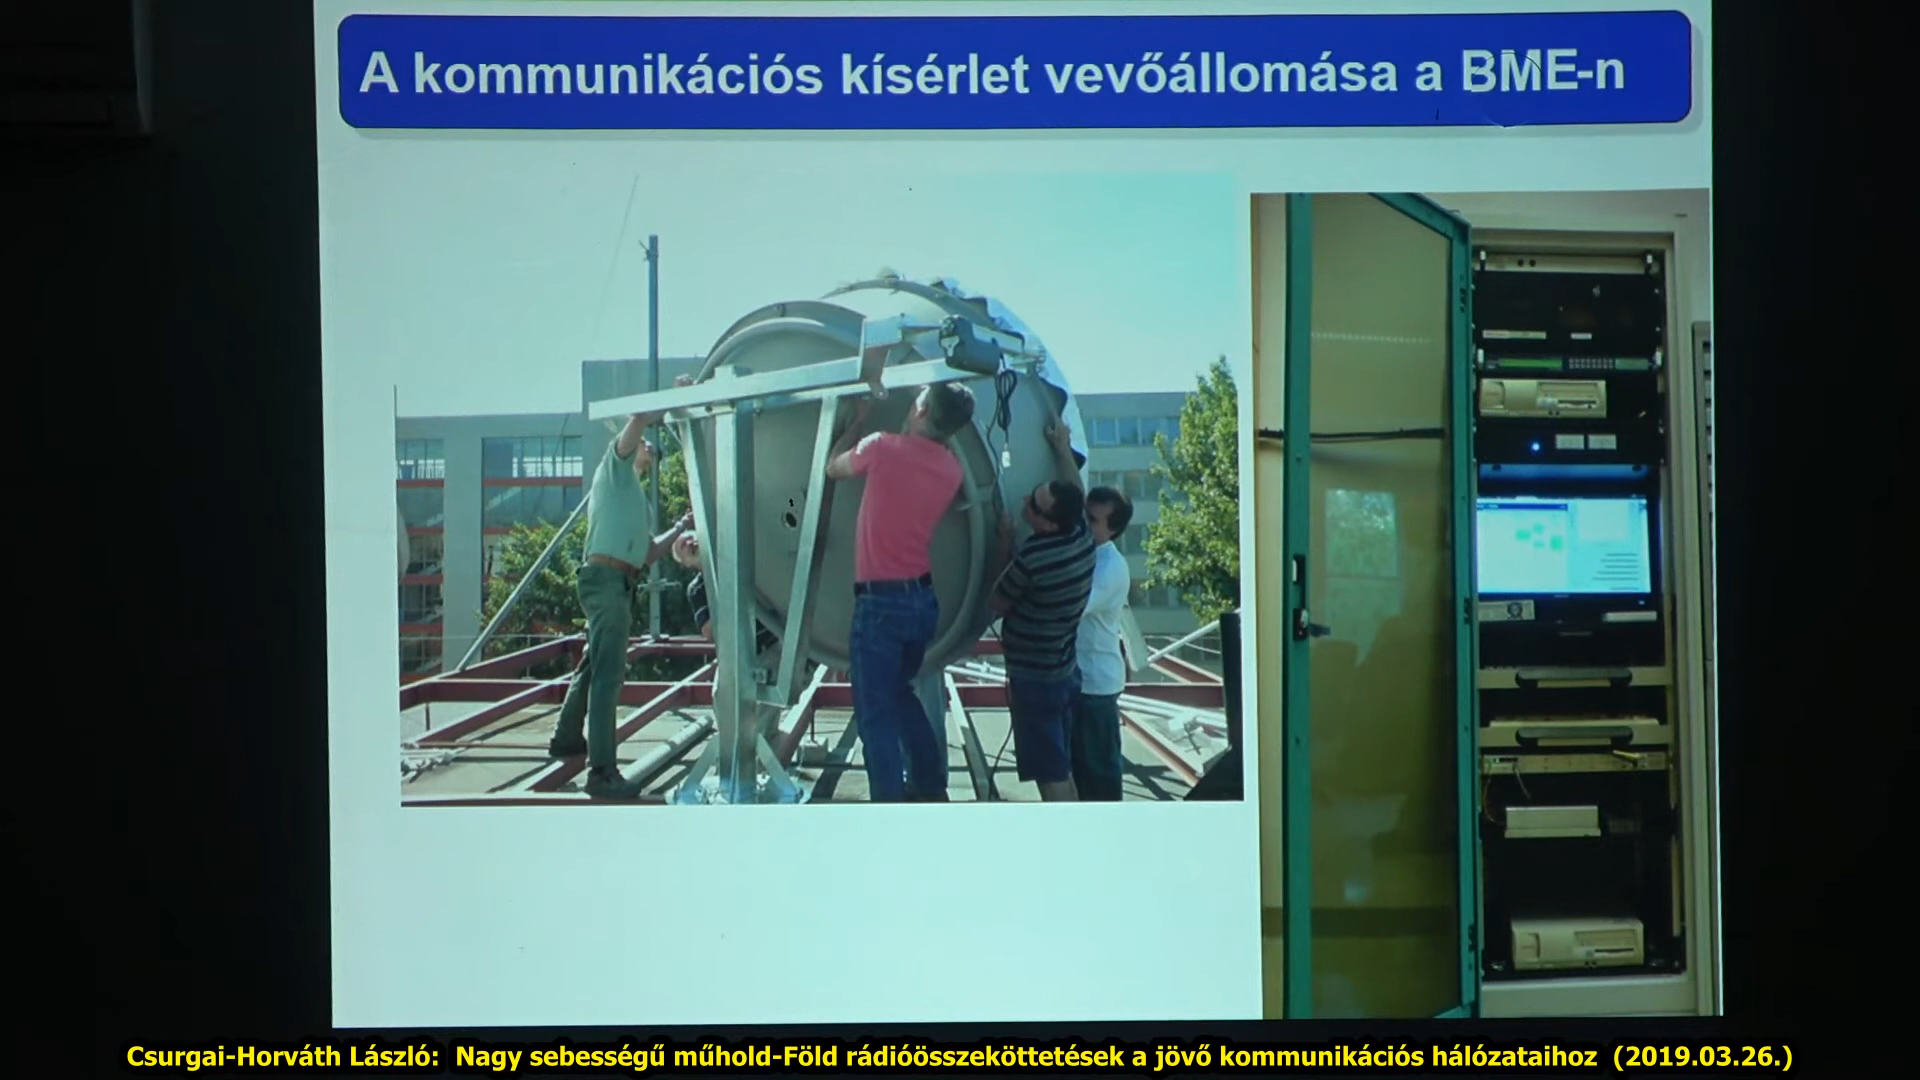 A kommunikációs kísérlet vevőállomása a BME-n
Csurgai-Horváth László: Nagy sebességű műhold-Föld rádióösszeköttetések a jövő kommunikációs hálózataihoz (2019.03.26.)